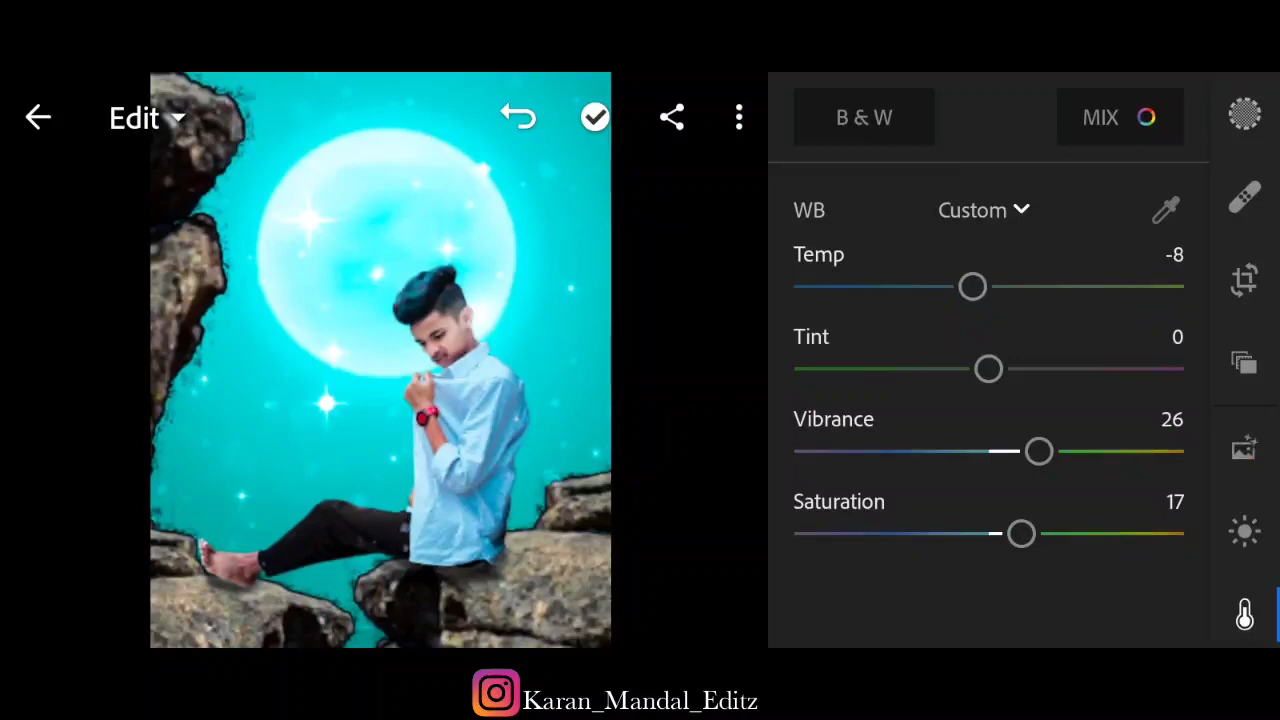 Edit
B & W
MIX
WB
Custom
Temp
-8
Tint
0
Vibrance
26
Saturation
17
Karan_Mandal_Editz